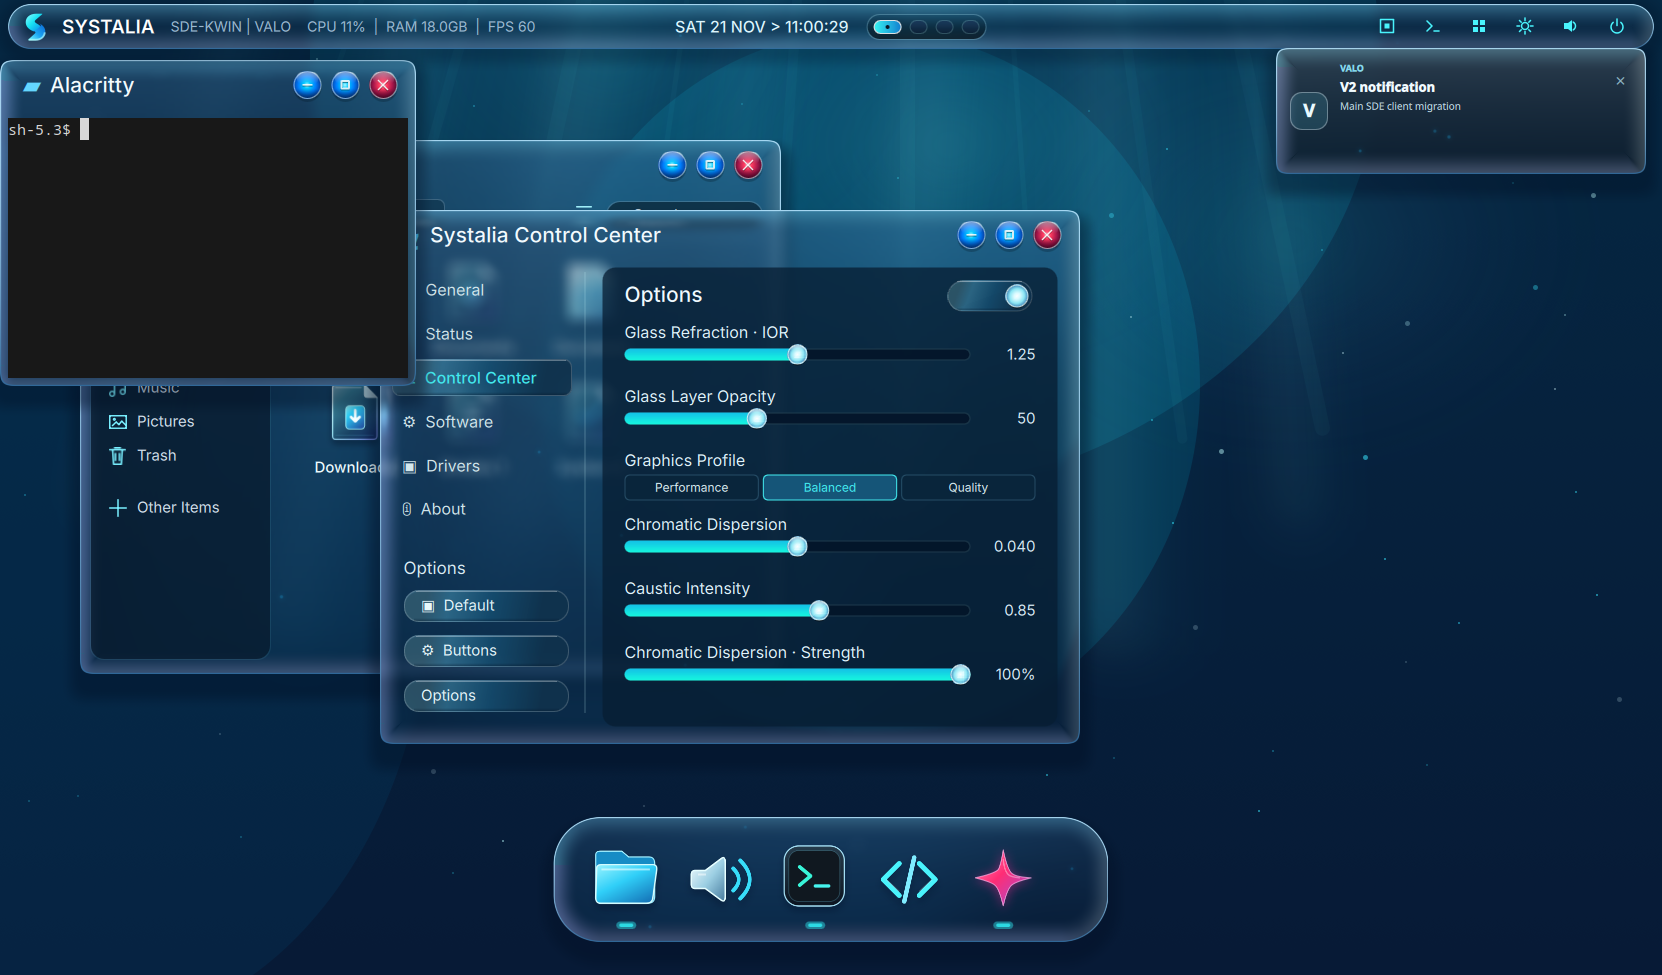 SYSTALIA SDE-KWIN | VALO CPU 11% | RAM 18.0GB | FPS 60 SAT 21 NOV > 11:00:29
VALO
V2 notification
Main SDE client migration
V
Alacritty
sh-5.3$
Music
Pictures
Trash
Other Items
Downloa
Systalia Control Center
General
Status
Control Center
Software
Drivers
About
Options
Default
Buttons
Options
Options
Glass Refraction · IOR
1.25
Glass Layer Opacity
50
Graphics Profile
Performance Balanced Quality
Chromatic Dispersion
0.040
Caustic Intensity
0.85
Chromatic Dispersion · Strength
100%